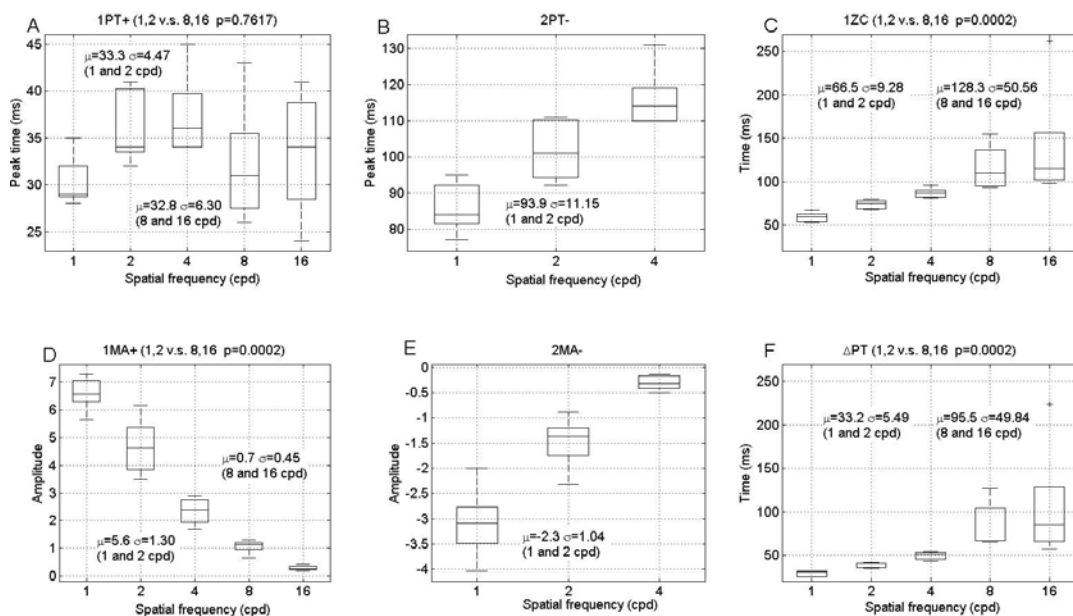 A
1PT+ (1,2 v.s. 8,16 p=0.7617)
Peak time (ms)
45
40
35
30
25
μ=33.3 σ=4.47
(1 and 2 cpd)
μ=32.8 σ=6.30
(8 and 16 cpd)
1 2 4 8 16
Spatial frequency (cpd)
B
2PT-
Peak time (ms)
130
120
110
100
90
80
μ=93.9 σ=11.15
(1 and 2 cpd)
1 2 4
Spatial frequency (cpd)
C
1ZC (1,2 v.s. 8,16 p=0.0002)
Time (ms)
250
200
150
100
50
μ=66.5 σ=9.28
(1 and 2 cpd)
μ=128.3 σ=50.56
(8 and 16 cpd)
1 2 4 8 16
Spatial frequency (cpd)
D
1MA+ (1,2 v.s. 8,16 p=0.0002)
Amplitude
7
6
5
4
3
2
1
0
μ=0.7 σ=0.45
(8 and 16 cpd)
μ=5.6 σ=1.30
(1 and 2 cpd)
1 2 4 8 16
Spatial frequency (cpd)
E
2MA-
Amplitude
0
-0.5
-1
-1.5
-2
-2.5
-3
-3.5
-4
μ=-2.3 σ=1.04
(1 and 2 cpd)
1 2 4
Spatial frequency (cpd)
F
ΔPT (1,2 v.s. 8,16 p=0.0002)
Time (ms)
250
200
150
100
50
μ=33.2 σ=5.49
(1 and 2 cpd)
μ=95.5 σ=49.84
(8 and 16 cpd)
1 2 4 8 16
Spatial frequency (cpd)